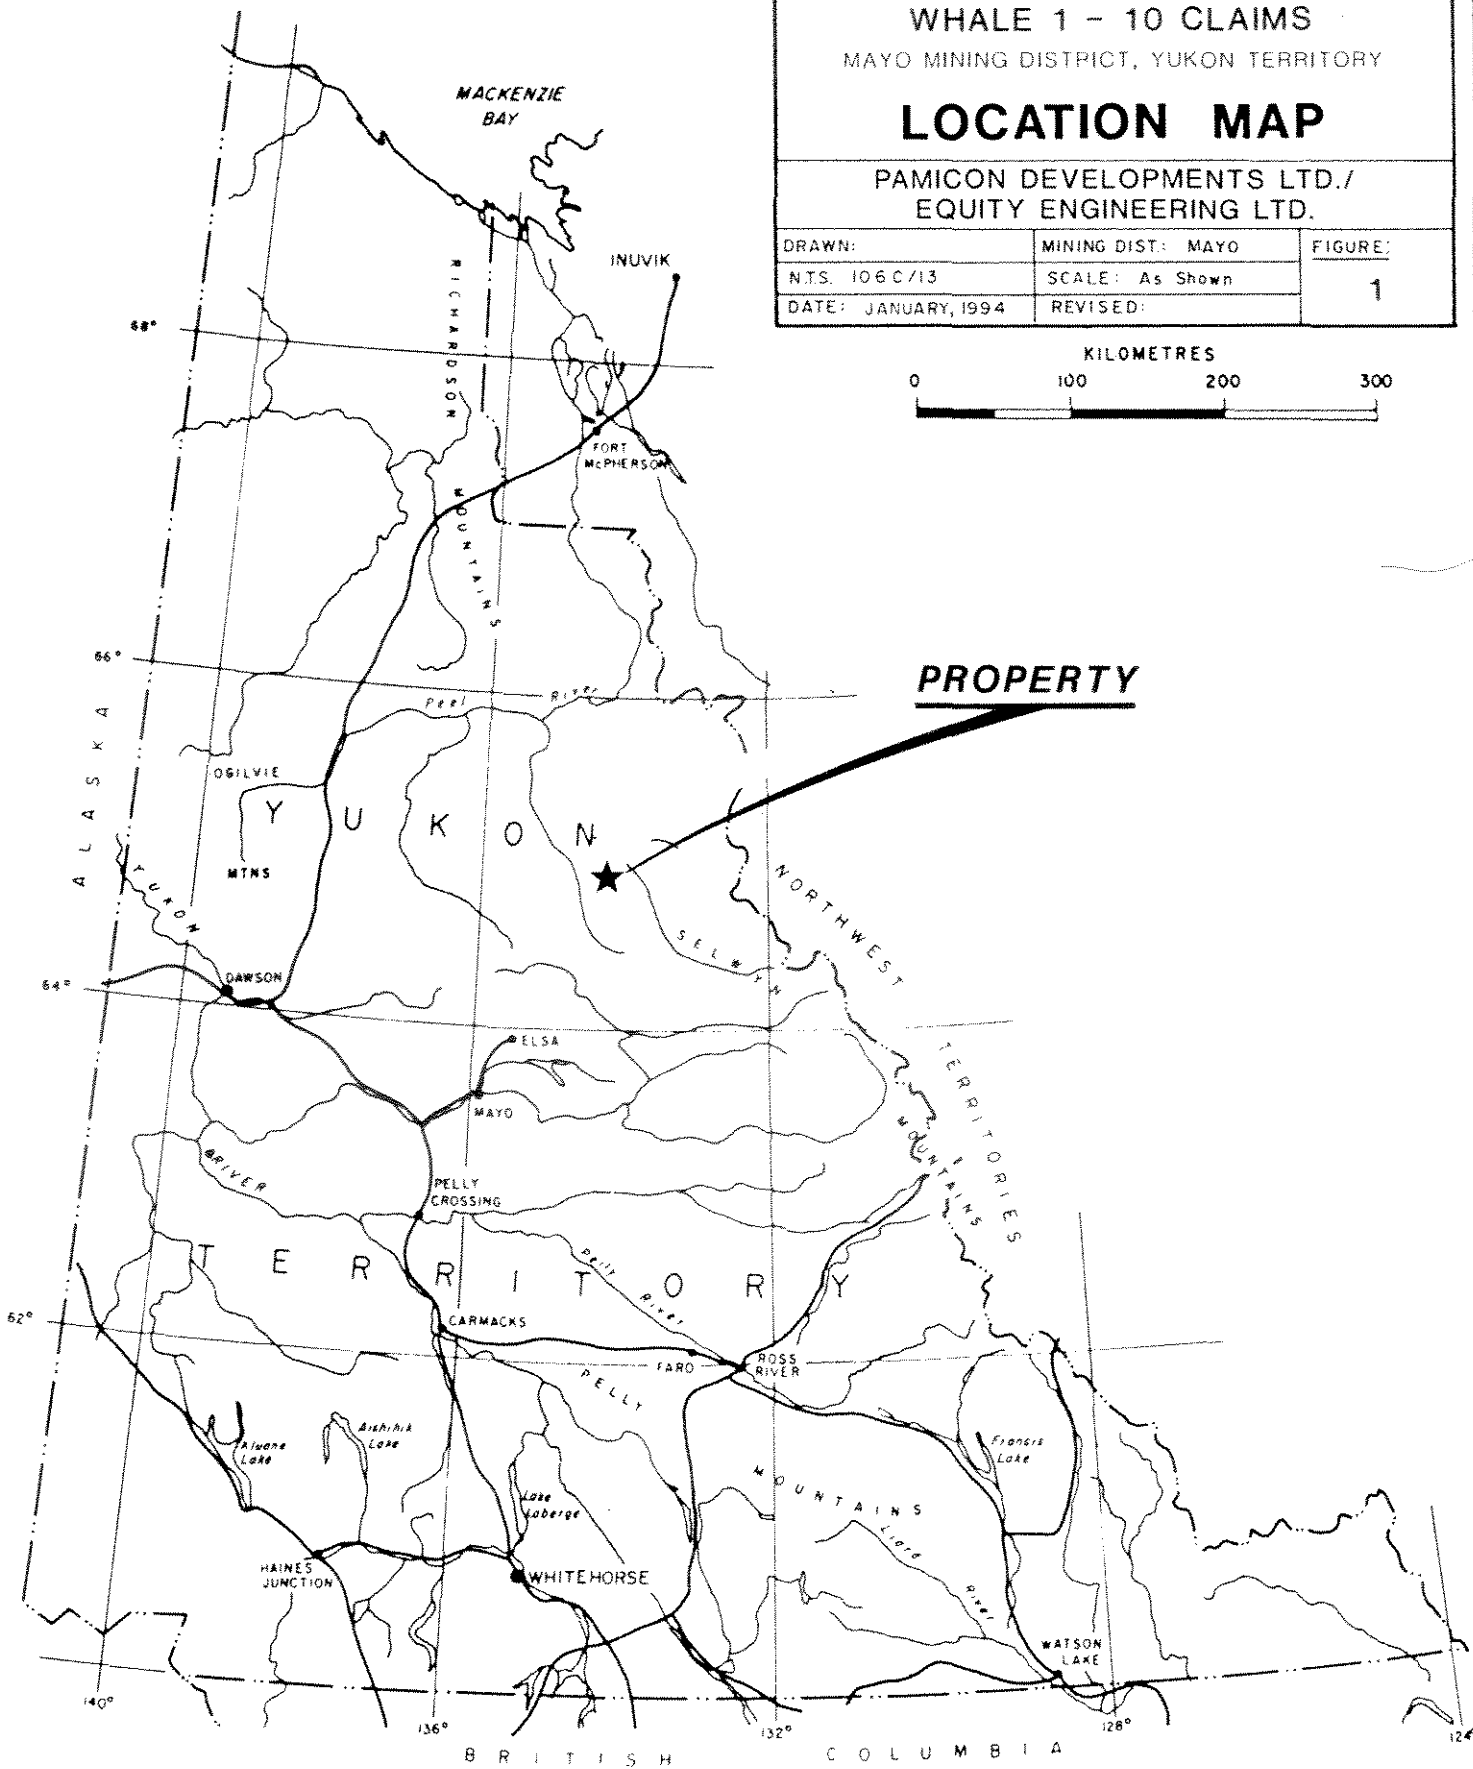 WHALE 1 - 10 CLAIMS
MAYO MINING DISTPICT, YUKON TERRITORY
LOCATION MAP
PAMICON DEVELOPMENTS LTD./
EQUITY ENGINEERING LTD.
DRAWN:
MINING DIST.: MAYO
FIGURE:
N.T.S. 106 C/13
SCALE: As Shown
1
DATE: JANUARY, 1994
REVISED:
KILOMETRES
0 100 200 300
MACKENZIE
BAY
INUVIK
RICHARDSON
MOUNTAINS
68°
FORT
McPHERSON
66°
Peel River
PROPERTY
ALASKA
OGILVIE
MTNS
YUKON
YUKON
NORTHWEST
TERRITORIES
SELWYN
MOUNTAINS
64°
DAWSON
ELSA
MAYO
RIVER
PELLY
CROSSING
TERRITORY
Pelly
River
62°
CARMACKS
FARO
ROSS
RIVER
PELLY
MOUNTAINS
Kluane
Lake
Aishihik
Lake
Lake
Laberge
Francis
Lake
Liard
River
HAINES
JUNCTION
WHITEHORSE
WATSON
LAKE
140°
136°
132°
128°
124°
BRITISH COLUMBIA